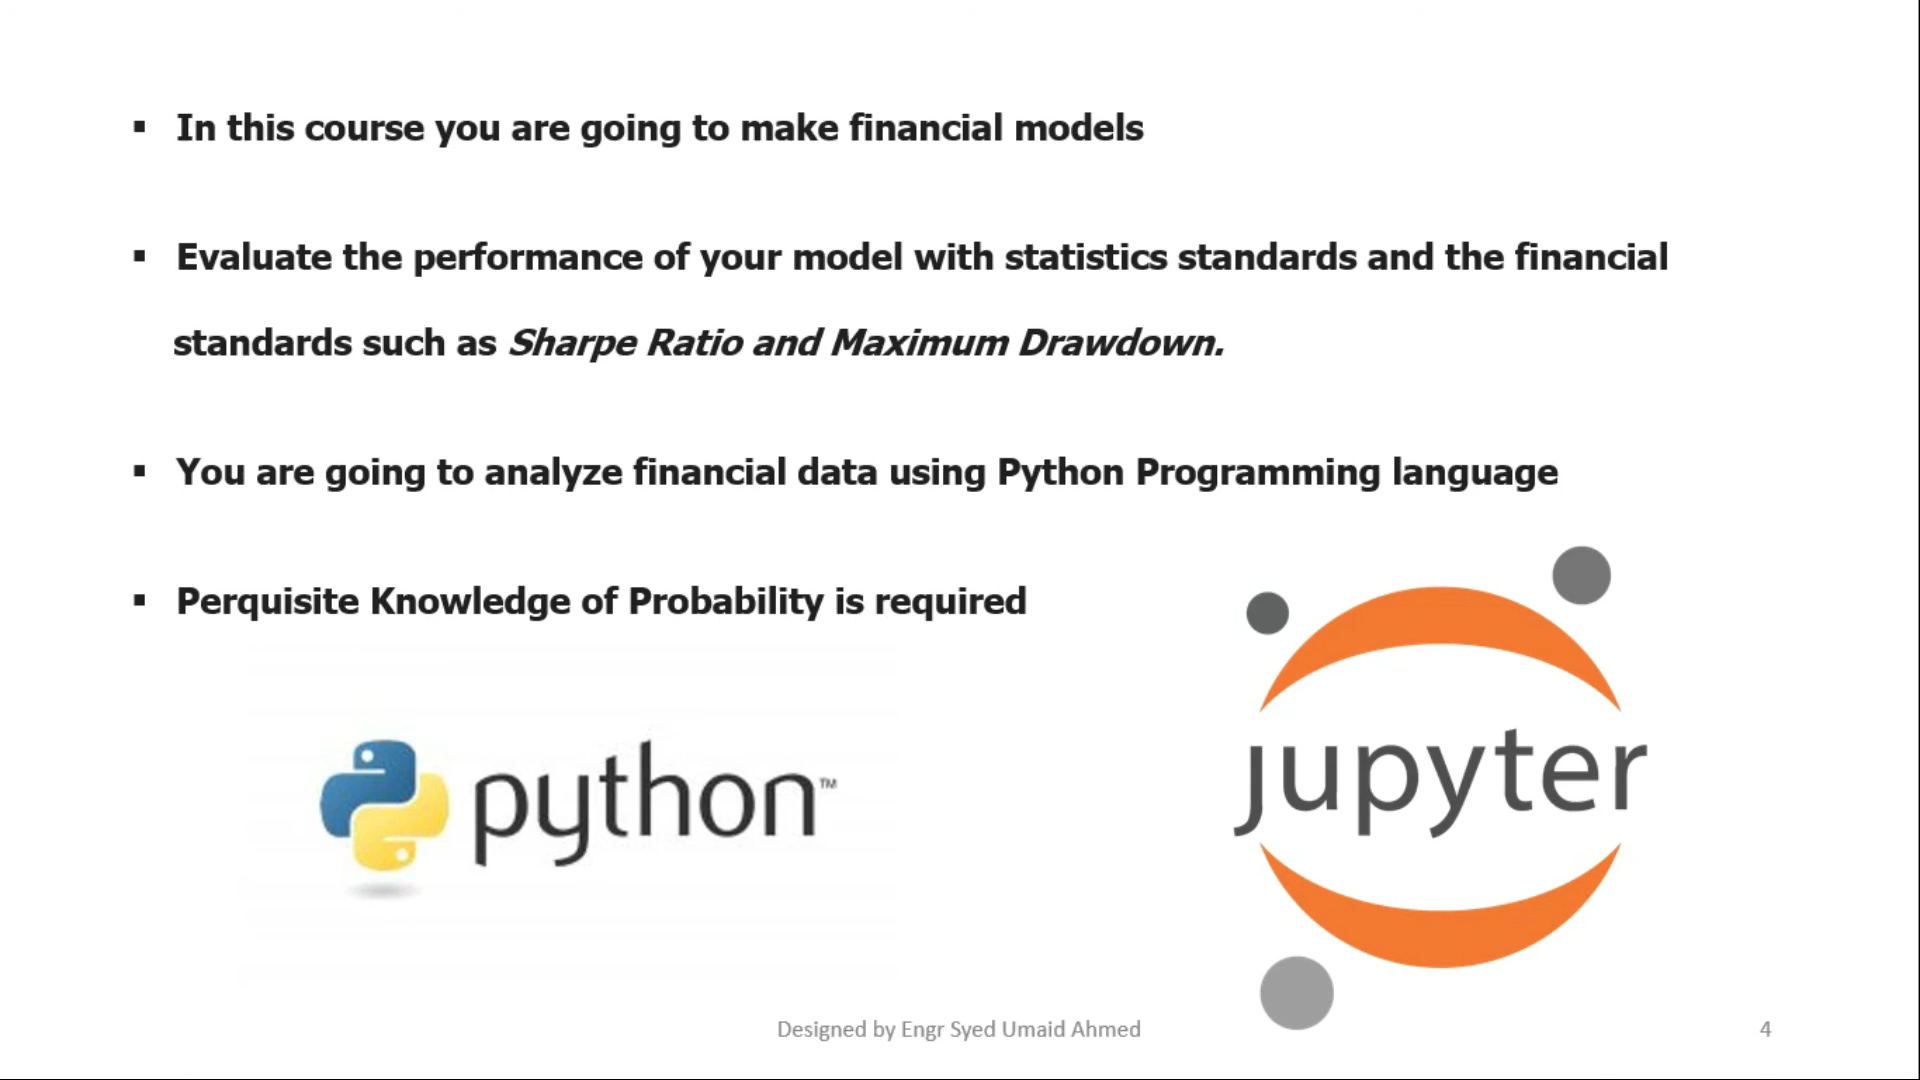 ▪ In this course you are going to make financial models
▪ Evaluate the performance of your model with statistics standards and the financial
standards such as Sharpe Ratio and Maximum Drawdown.
▪ You are going to analyze financial data using Python Programming language
▪ Perquisite Knowledge of Probability is required
python™
jupyter
Designed by Engr Syed Umaid Ahmed
4